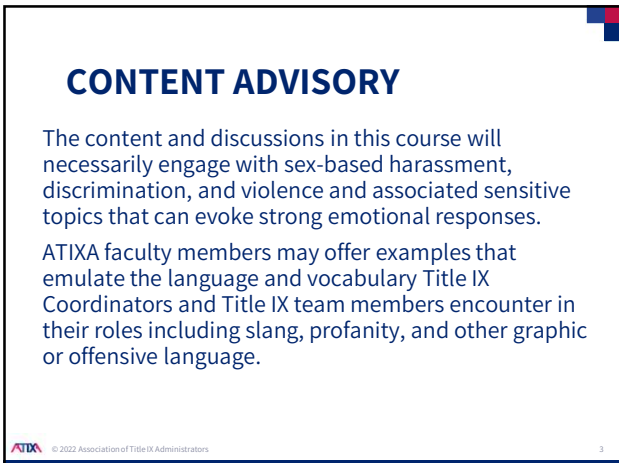 CONTENT ADVISORY
The content and discussions in this course will
necessarily engage with sex-based harassment,
discrimination, and violence and associated sensitive
topics that can evoke strong emotional responses.
ATIXA faculty members may offer examples that
emulate the language and vocabulary Title IX
Coordinators and Title IX team members encounter in
their roles including slang, profanity, and other graphic
or offensive language.
ATIXA © 2022 Association of Title IX Administrators 3